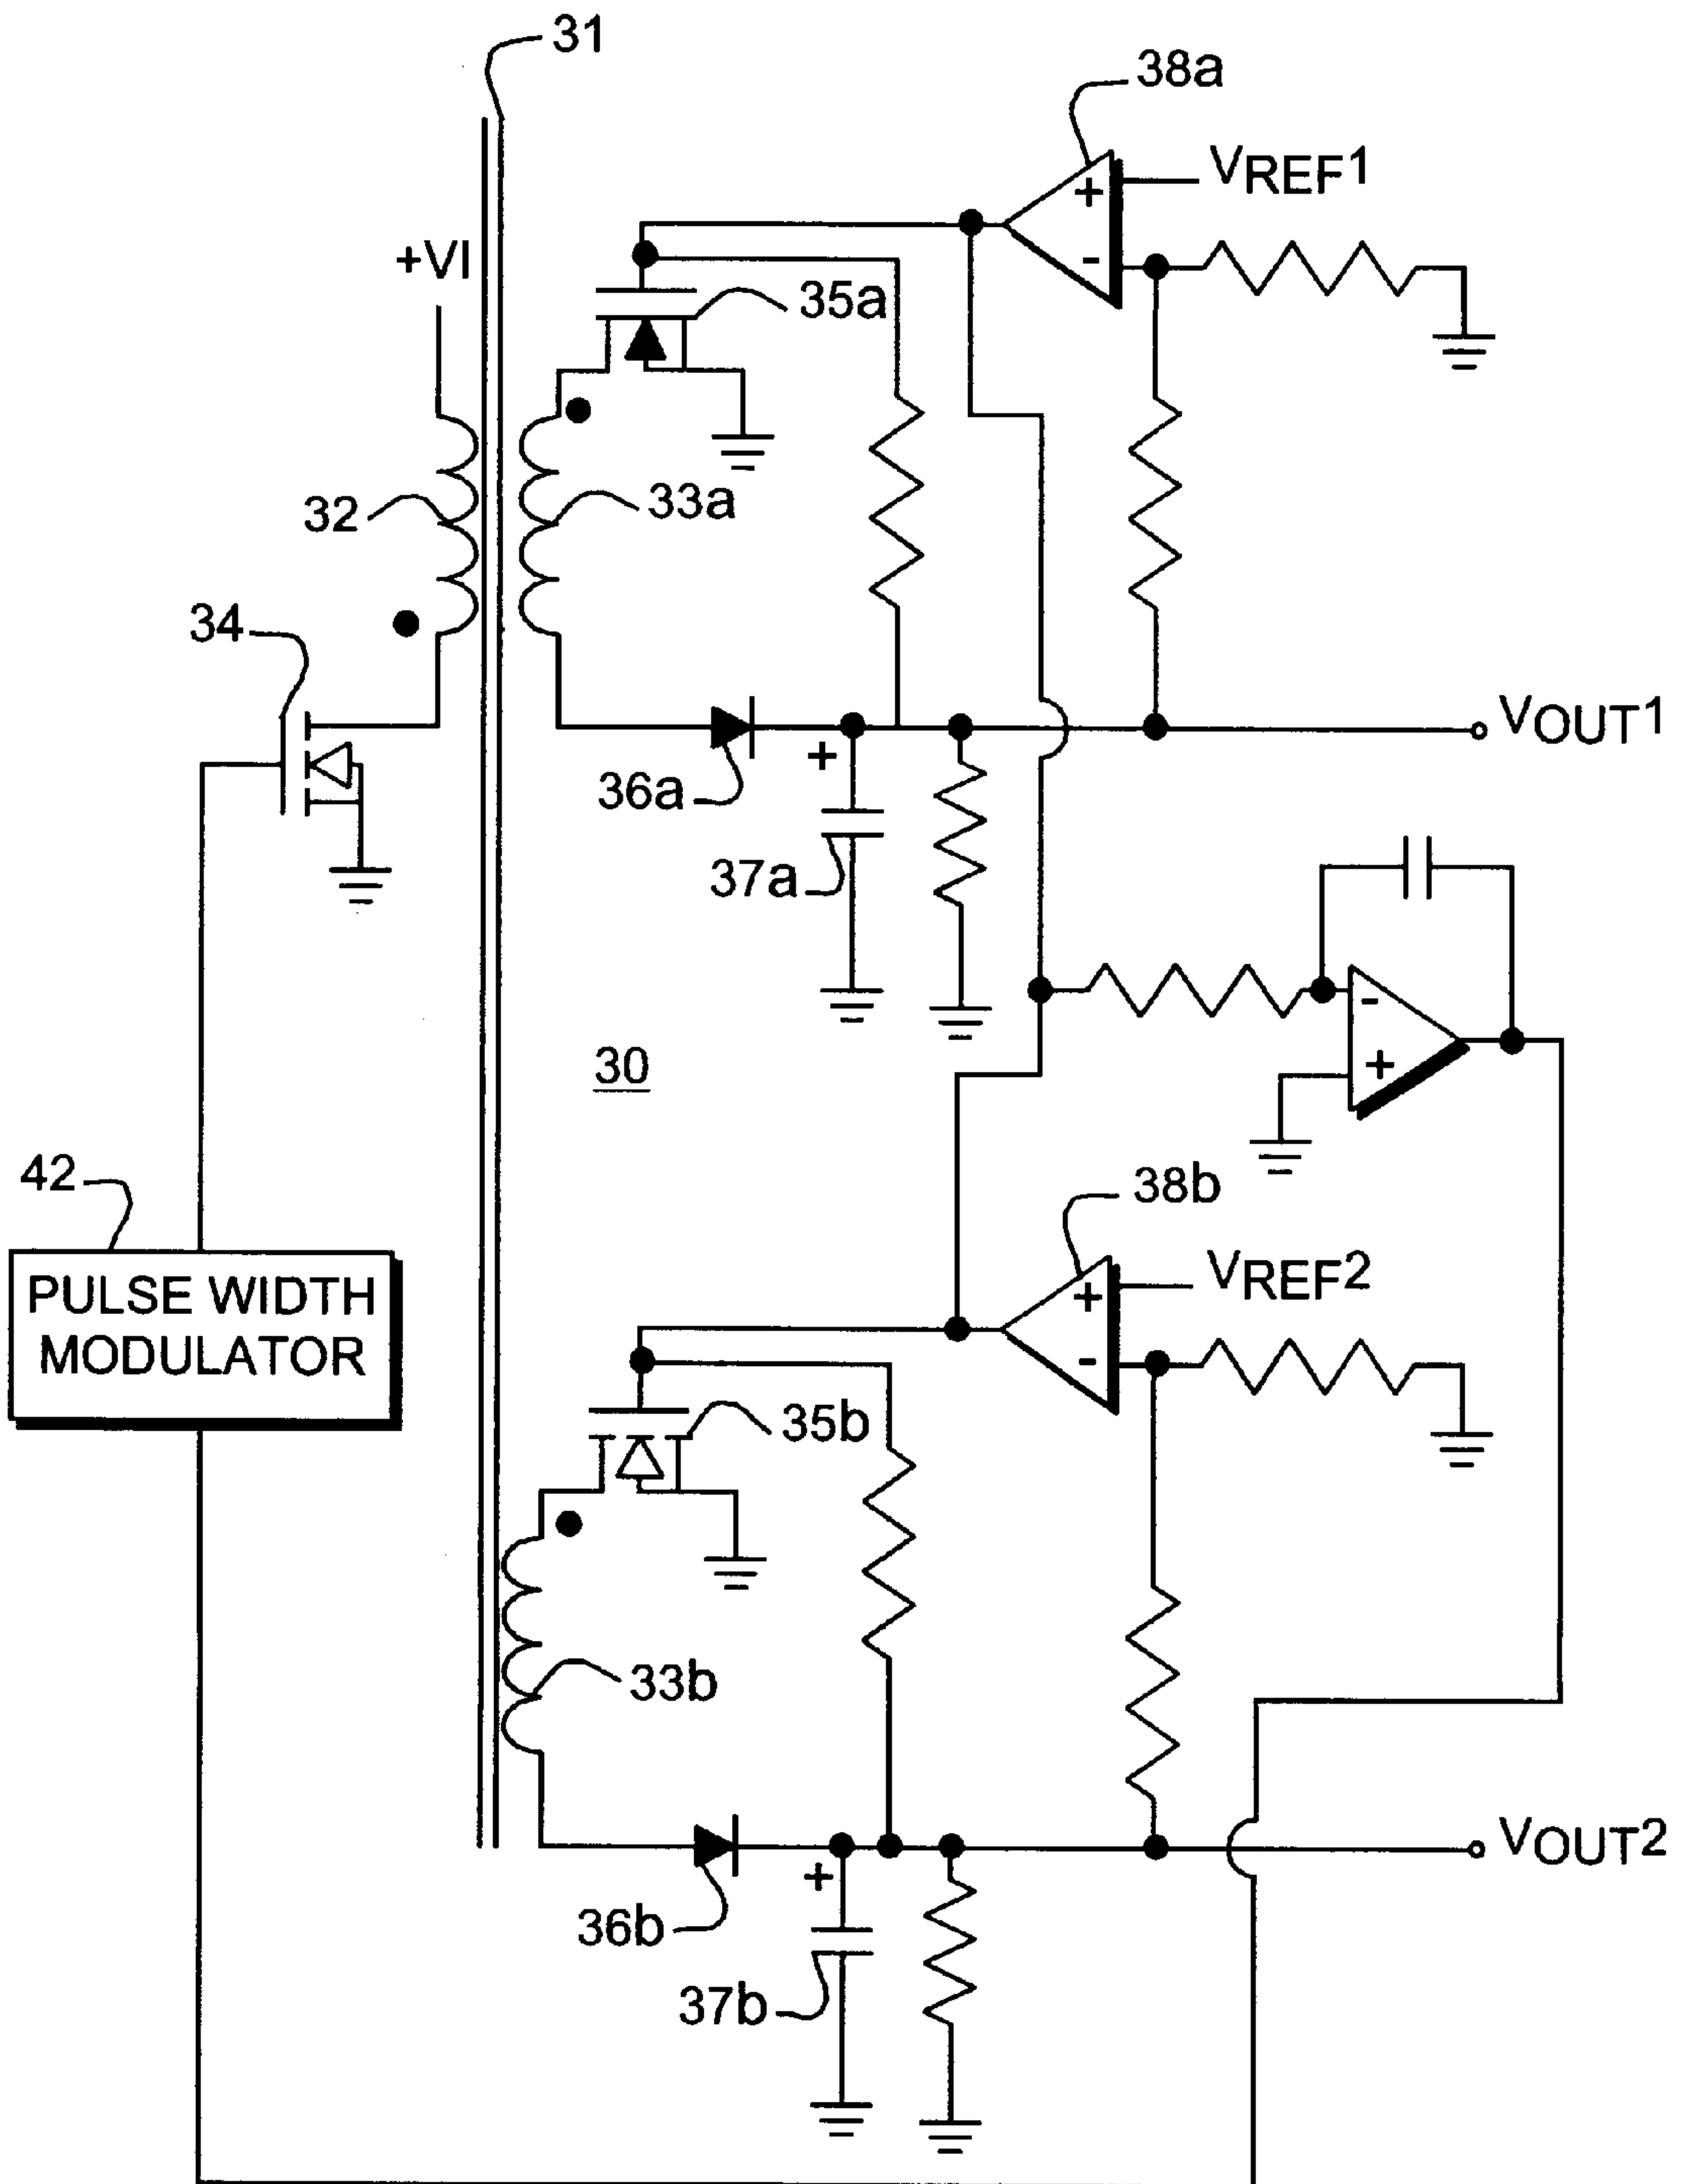 31
38a
VREF1
+
-
+VI
35a
32
33a
34
VOUT1
+
36a
37a
-
+
30
42
38b
VREF2
+
-
PULSE WIDTH
MODULATOR
35b
33b
VOUT2
+
36b
37b